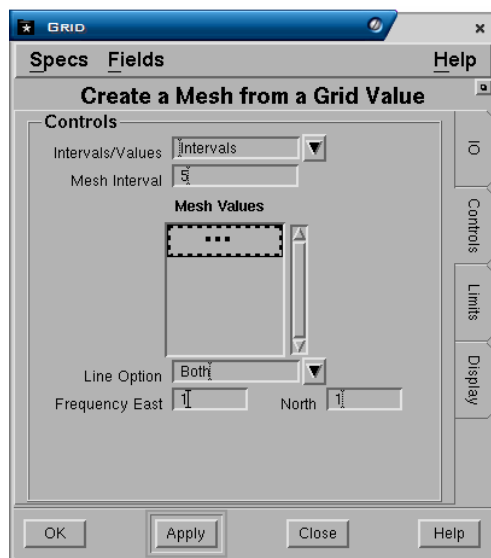 GRID
x
Specs Fields Help
Create a Mesh from a Grid Value
Controls
Intervals/Values Intervals
Mesh Interval 5
Mesh Values
...
Line Option Both
Frequency East 1 North 1
IO
Controls
Limits
Display
OK Apply Close Help